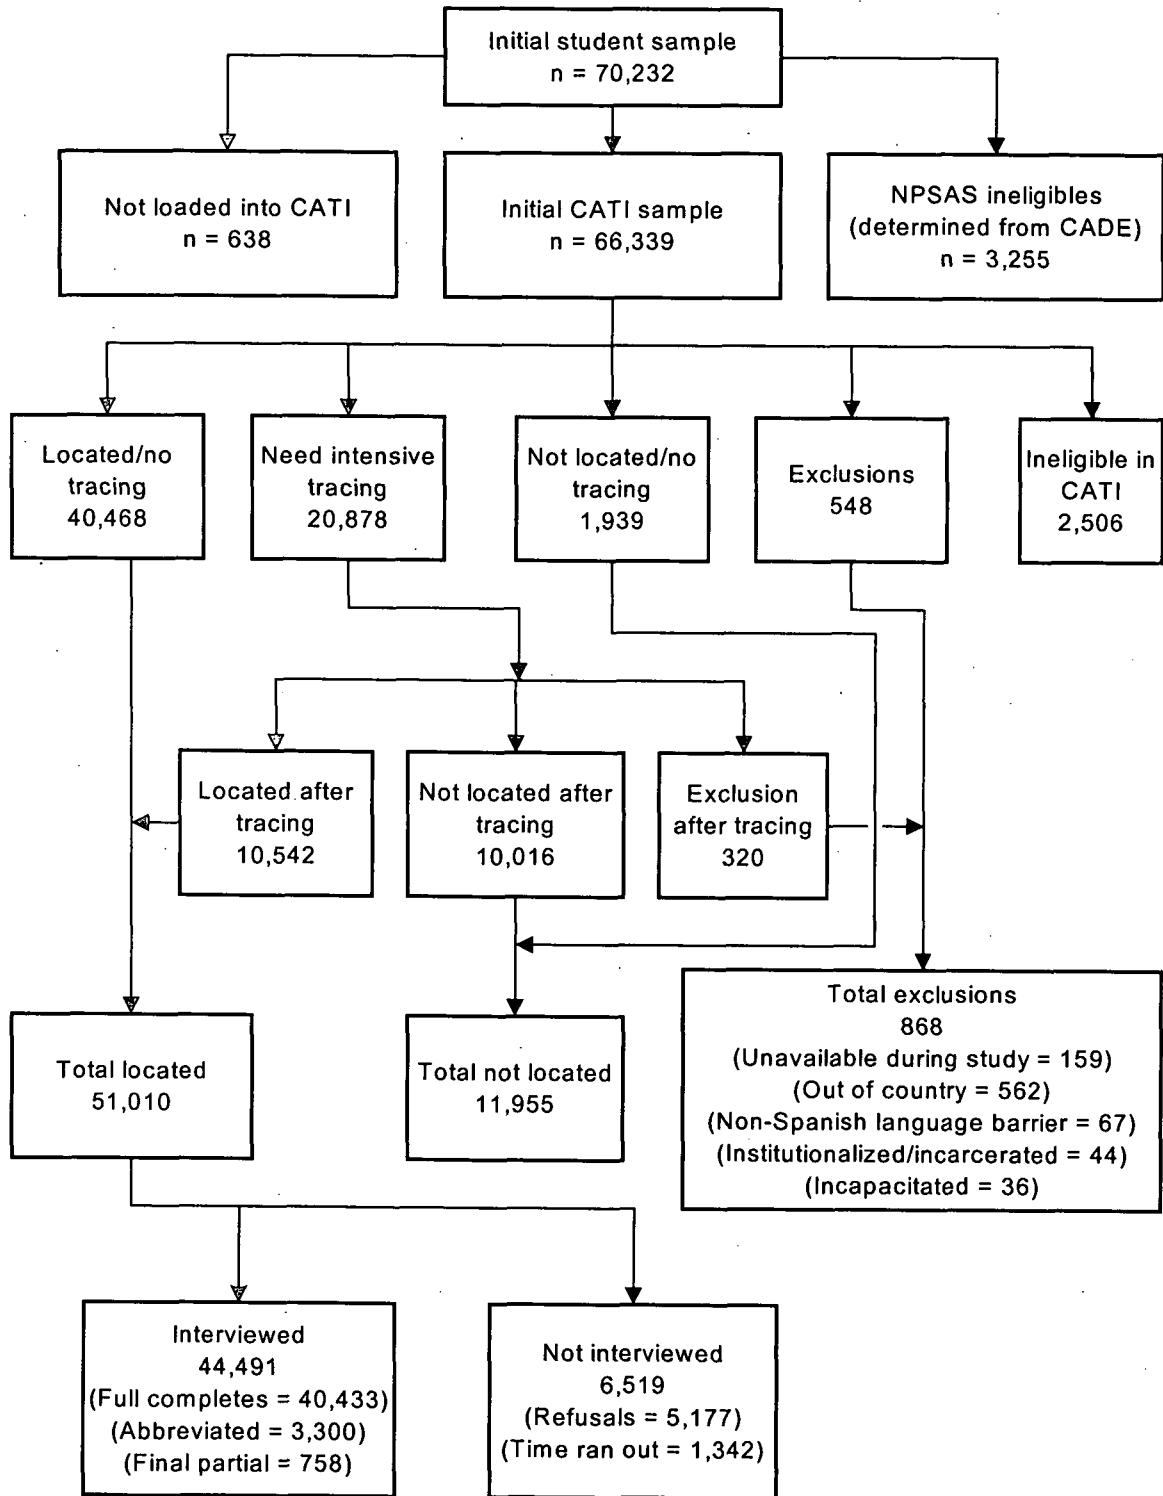 Initial student sample
n = 70,232
Not loaded into CATI
n = 638
Initial CATI sample
n = 66,339
NPSAS ineligibles
(determined from CADE)
n = 3,255
Located/no
tracing
40,468
Need intensive
tracing
20,878
Not located/no
tracing
1,939
Exclusions
548
Ineligible in
CATI
2,506
Located after
tracing
10,542
Not located after
tracing
10,016
Exclusion
after tracing
320
Total located
51,010
Total not located
11,955
Total exclusions
868
(Unavailable during study = 159)
(Out of country = 562)
(Non-Spanish language barrier = 67)
(Institutionalized/incarcerated = 44)
(Incapacitated = 36)
Interviewed
44,491
(Full completes = 40,433)
(Abbreviated = 3,300)
(Final partial = 758)
Not interviewed
6,519
(Refusals = 5,177)
(Time ran out = 1,342)